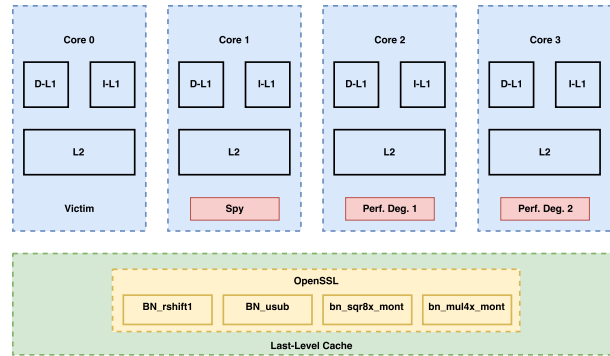 Core 0
Core 1
Core 2
Core 3
D-L1
I-L1
D-L1
I-L1
D-L1
I-L1
D-L1
I-L1
L2
L2
L2
L2
Victim
Spy
Perf. Deg. 1
Perf. Deg. 2
OpenSSL
BN_rshift1
BN_usub
bn_sqr8x_mont
bn_mul4x_mont
Last-Level Cache